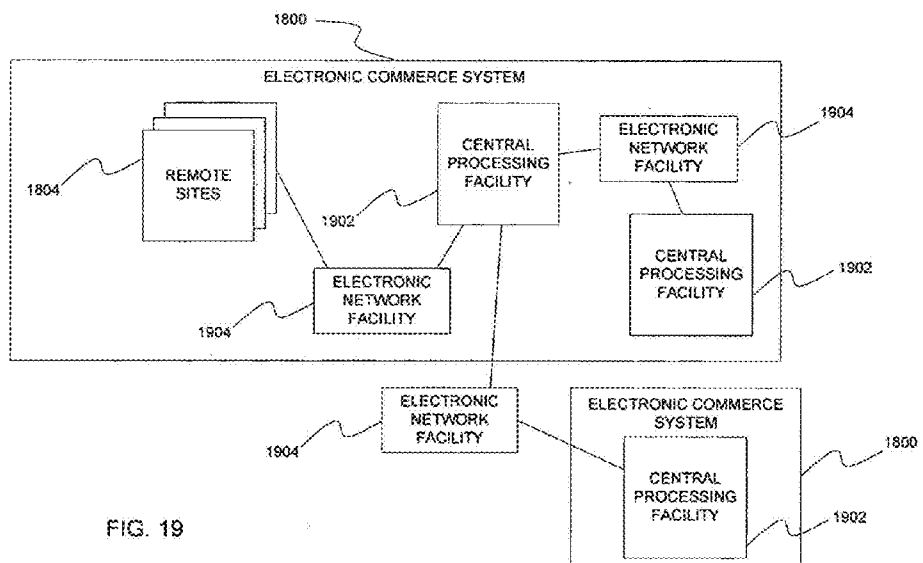 1800
ELECTRONIC COMMERCE SYSTEM
1804
REMOTE
SITES
1902
CENTRAL
PROCESSING
FACILITY
ELECTRONIC
NETWORK
FACILITY
1904
ELECTRONIC
NETWORK
FACILITY
1904
CENTRAL
PROCESSING
FACILITY
1902
ELECTRONIC
NETWORK
FACILITY
1904
ELECTRONIC COMMERCE
SYSTEM
1800
CENTRAL
PROCESSING
FACILITY
1902
FIG. 19